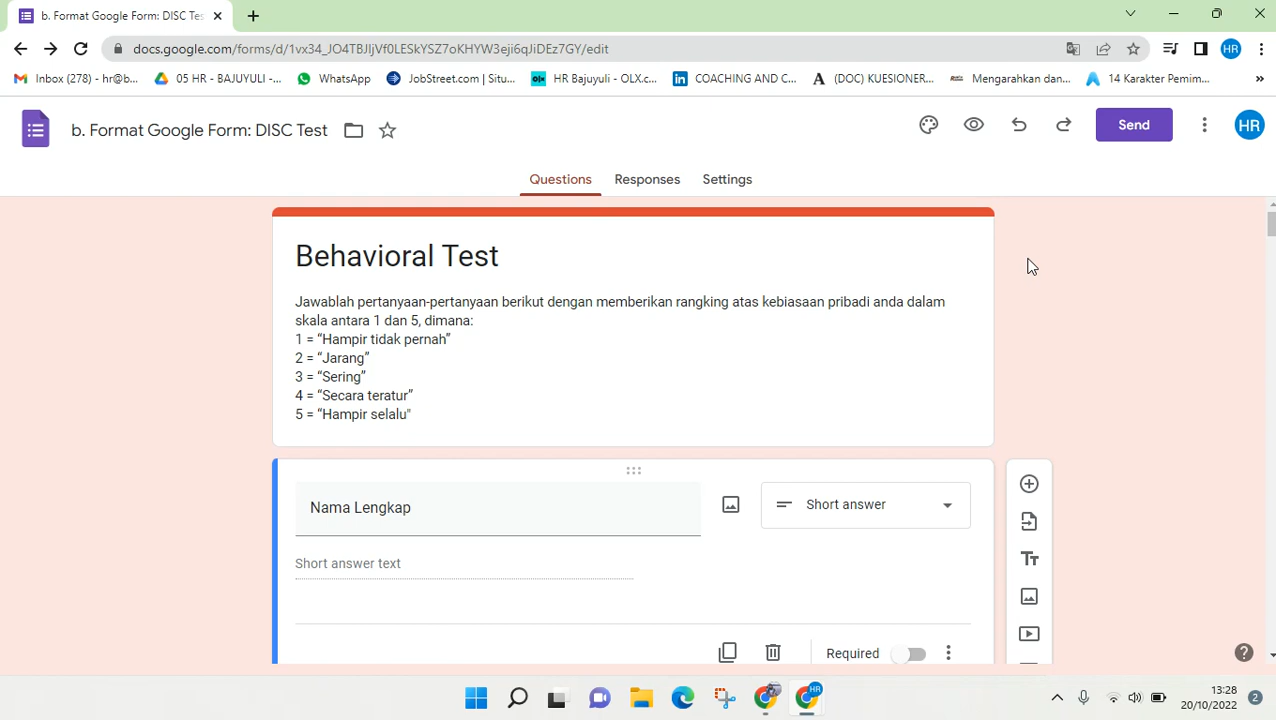 b. Format Google Form: DISC Tes
docs.google.com/forms/d/1vx34_JO4TBJIjVf0LESkYSZ7oKHYW3eji6qJiDEz7GY/edit
HR
Inbox (278) - hr@b...
05 HR - BAJUYULI -...
WhatsApp
JobStreet.com | Situ...
HR Bajuyuli - OLX.c...
COACHING AND C...
(DOC) KUESIONER...
Mengarahkan dan...
14 Karakter Pemim...
»
b. Format Google Form: DISC Test
Send
HR
Questions Responses Settings
Behavioral Test
Jawablah pertanyaan-pertanyaan berikut dengan memberikan rangking atas kebiasaan pribadi anda dalam
skala antara 1 dan 5, dimana:
1 = “Hampir tidak pernah”
2 = “Jarang”
3 = “Sering”
4 = “Secara teratur”
5 = “Hampir selalu"
Nama Lengkap
Short answer
Short answer text
Required
13:28
20/10/2022
2